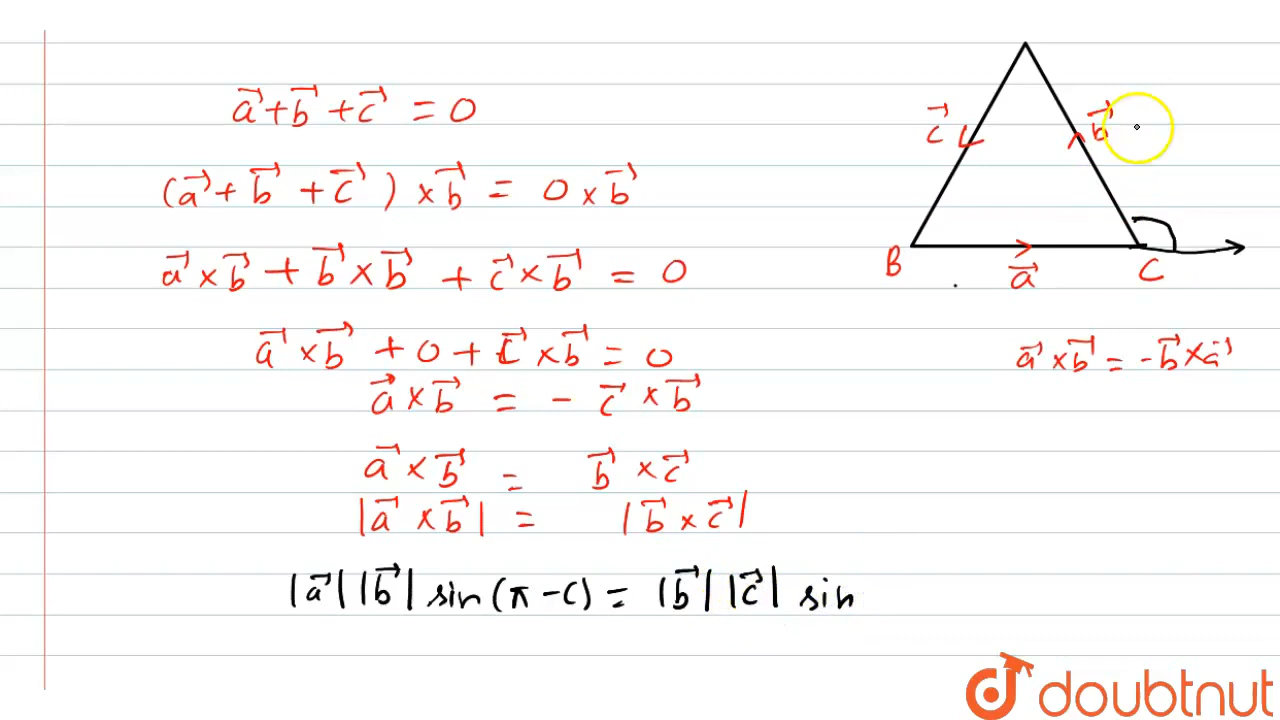 a⃗ + b⃗ + c⃗ = 0
(a⃗ + b⃗ + c⃗) × b⃗ = 0 × b⃗
a⃗ × b⃗ + b⃗ × b⃗ + c⃗ × b⃗ = 0
a⃗ × b⃗ + 0 + c⃗ × b⃗ = 0
a⃗ × b⃗ = - c⃗ × b⃗
a⃗ × b⃗ = b⃗ × c⃗
|a⃗ × b⃗| = |b⃗ × c⃗|
|a⃗| |b⃗| sin(π - C) = |b⃗| |c⃗| sin
c⃗
b⃗
B
a⃗
C
a⃗ × b⃗ = - b⃗ × a⃗
doubtnut